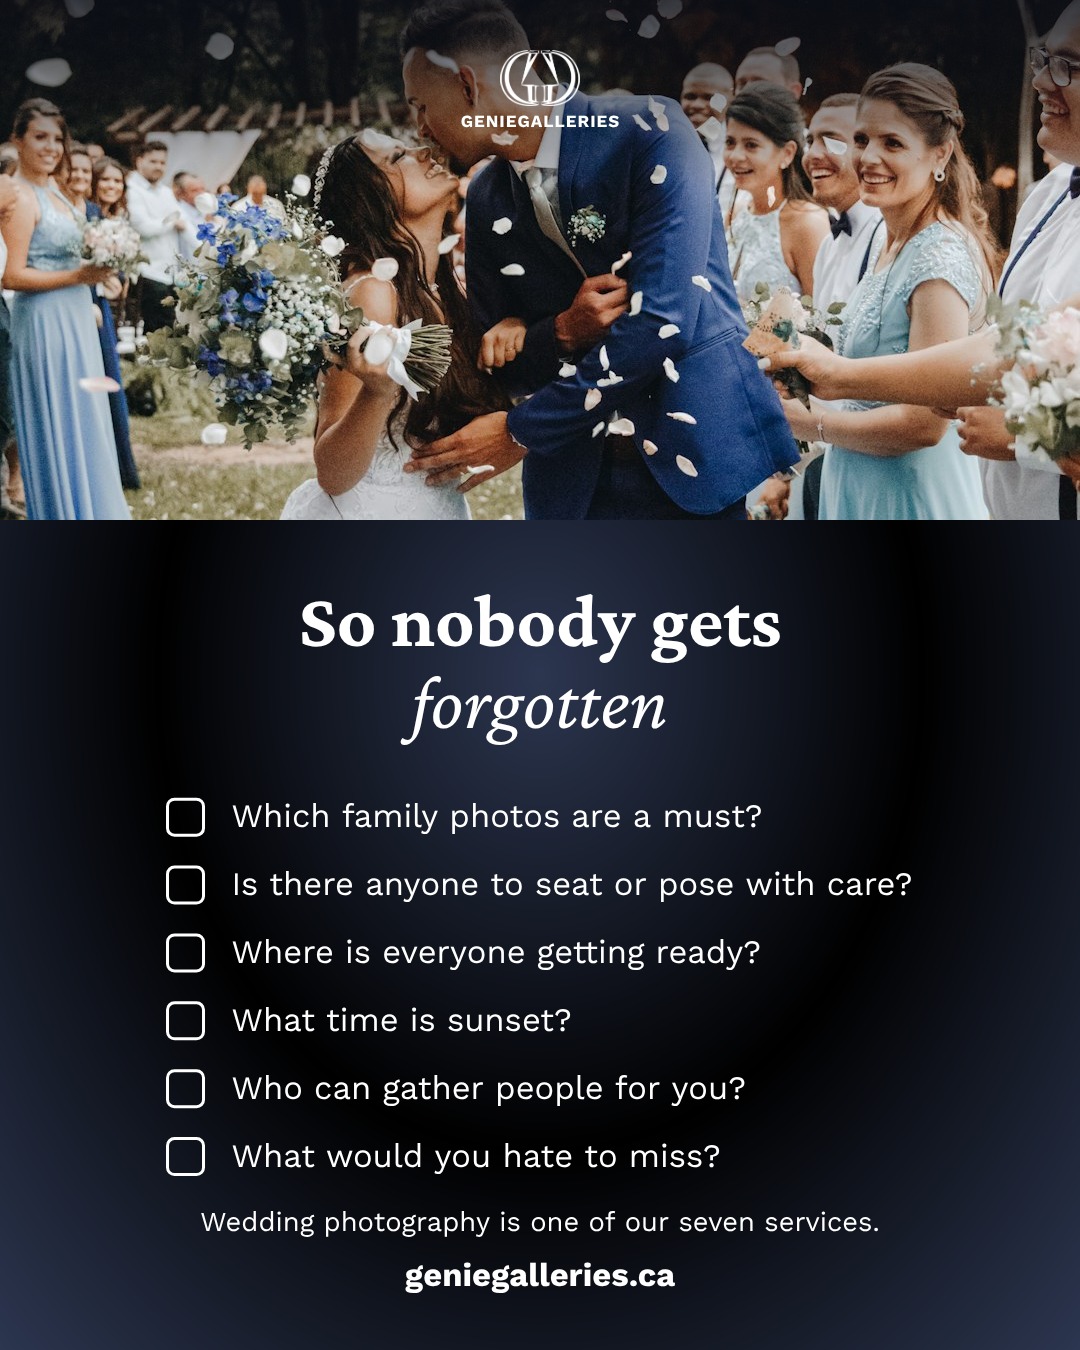 GENIEGALLERIES
So nobody gets
forgotten
Which family photos are a must?
Is there anyone to seat or pose with care?
Where is everyone getting ready?
What time is sunset?
Who can gather people for you?
What would you hate to miss?
Wedding photography is one of our seven services.
geniegalleries.ca